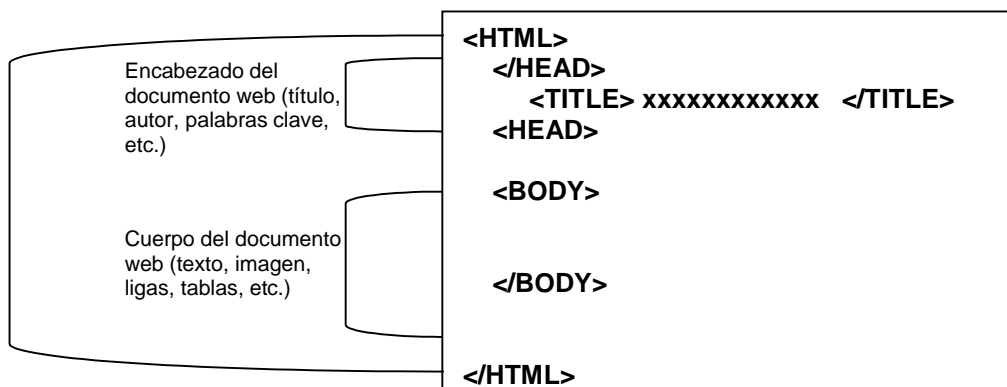 <HTML>
</HEAD>
<TITLE> xxxxxxxxxxxx </TITLE>
<HEAD>
Encabezado del
documento web (título,
autor, palabras clave,
etc.)
<BODY>
Cuerpo del documento
web (texto, imagen,
ligas, tablas, etc.)
</BODY>
</HTML>